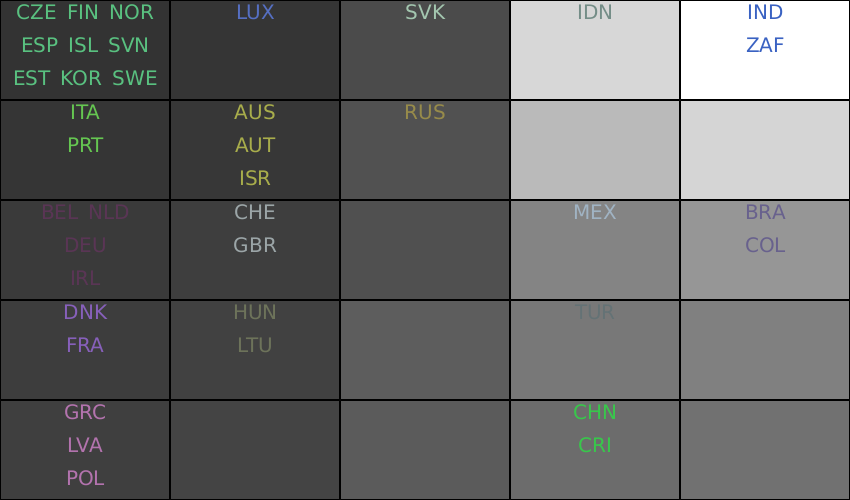 CZE FIN NOR LUX SVK IDN IND
ESP ISL SVN ZAF
EST KOR SWE
ITA AUS RUS
PRT AUT
ISR
BEL NLD CHE MEX BRA
DEU GBR COL
IRL
DNK HUN TUR
FRA LTU
GRC CHN
LVA CRI
POL